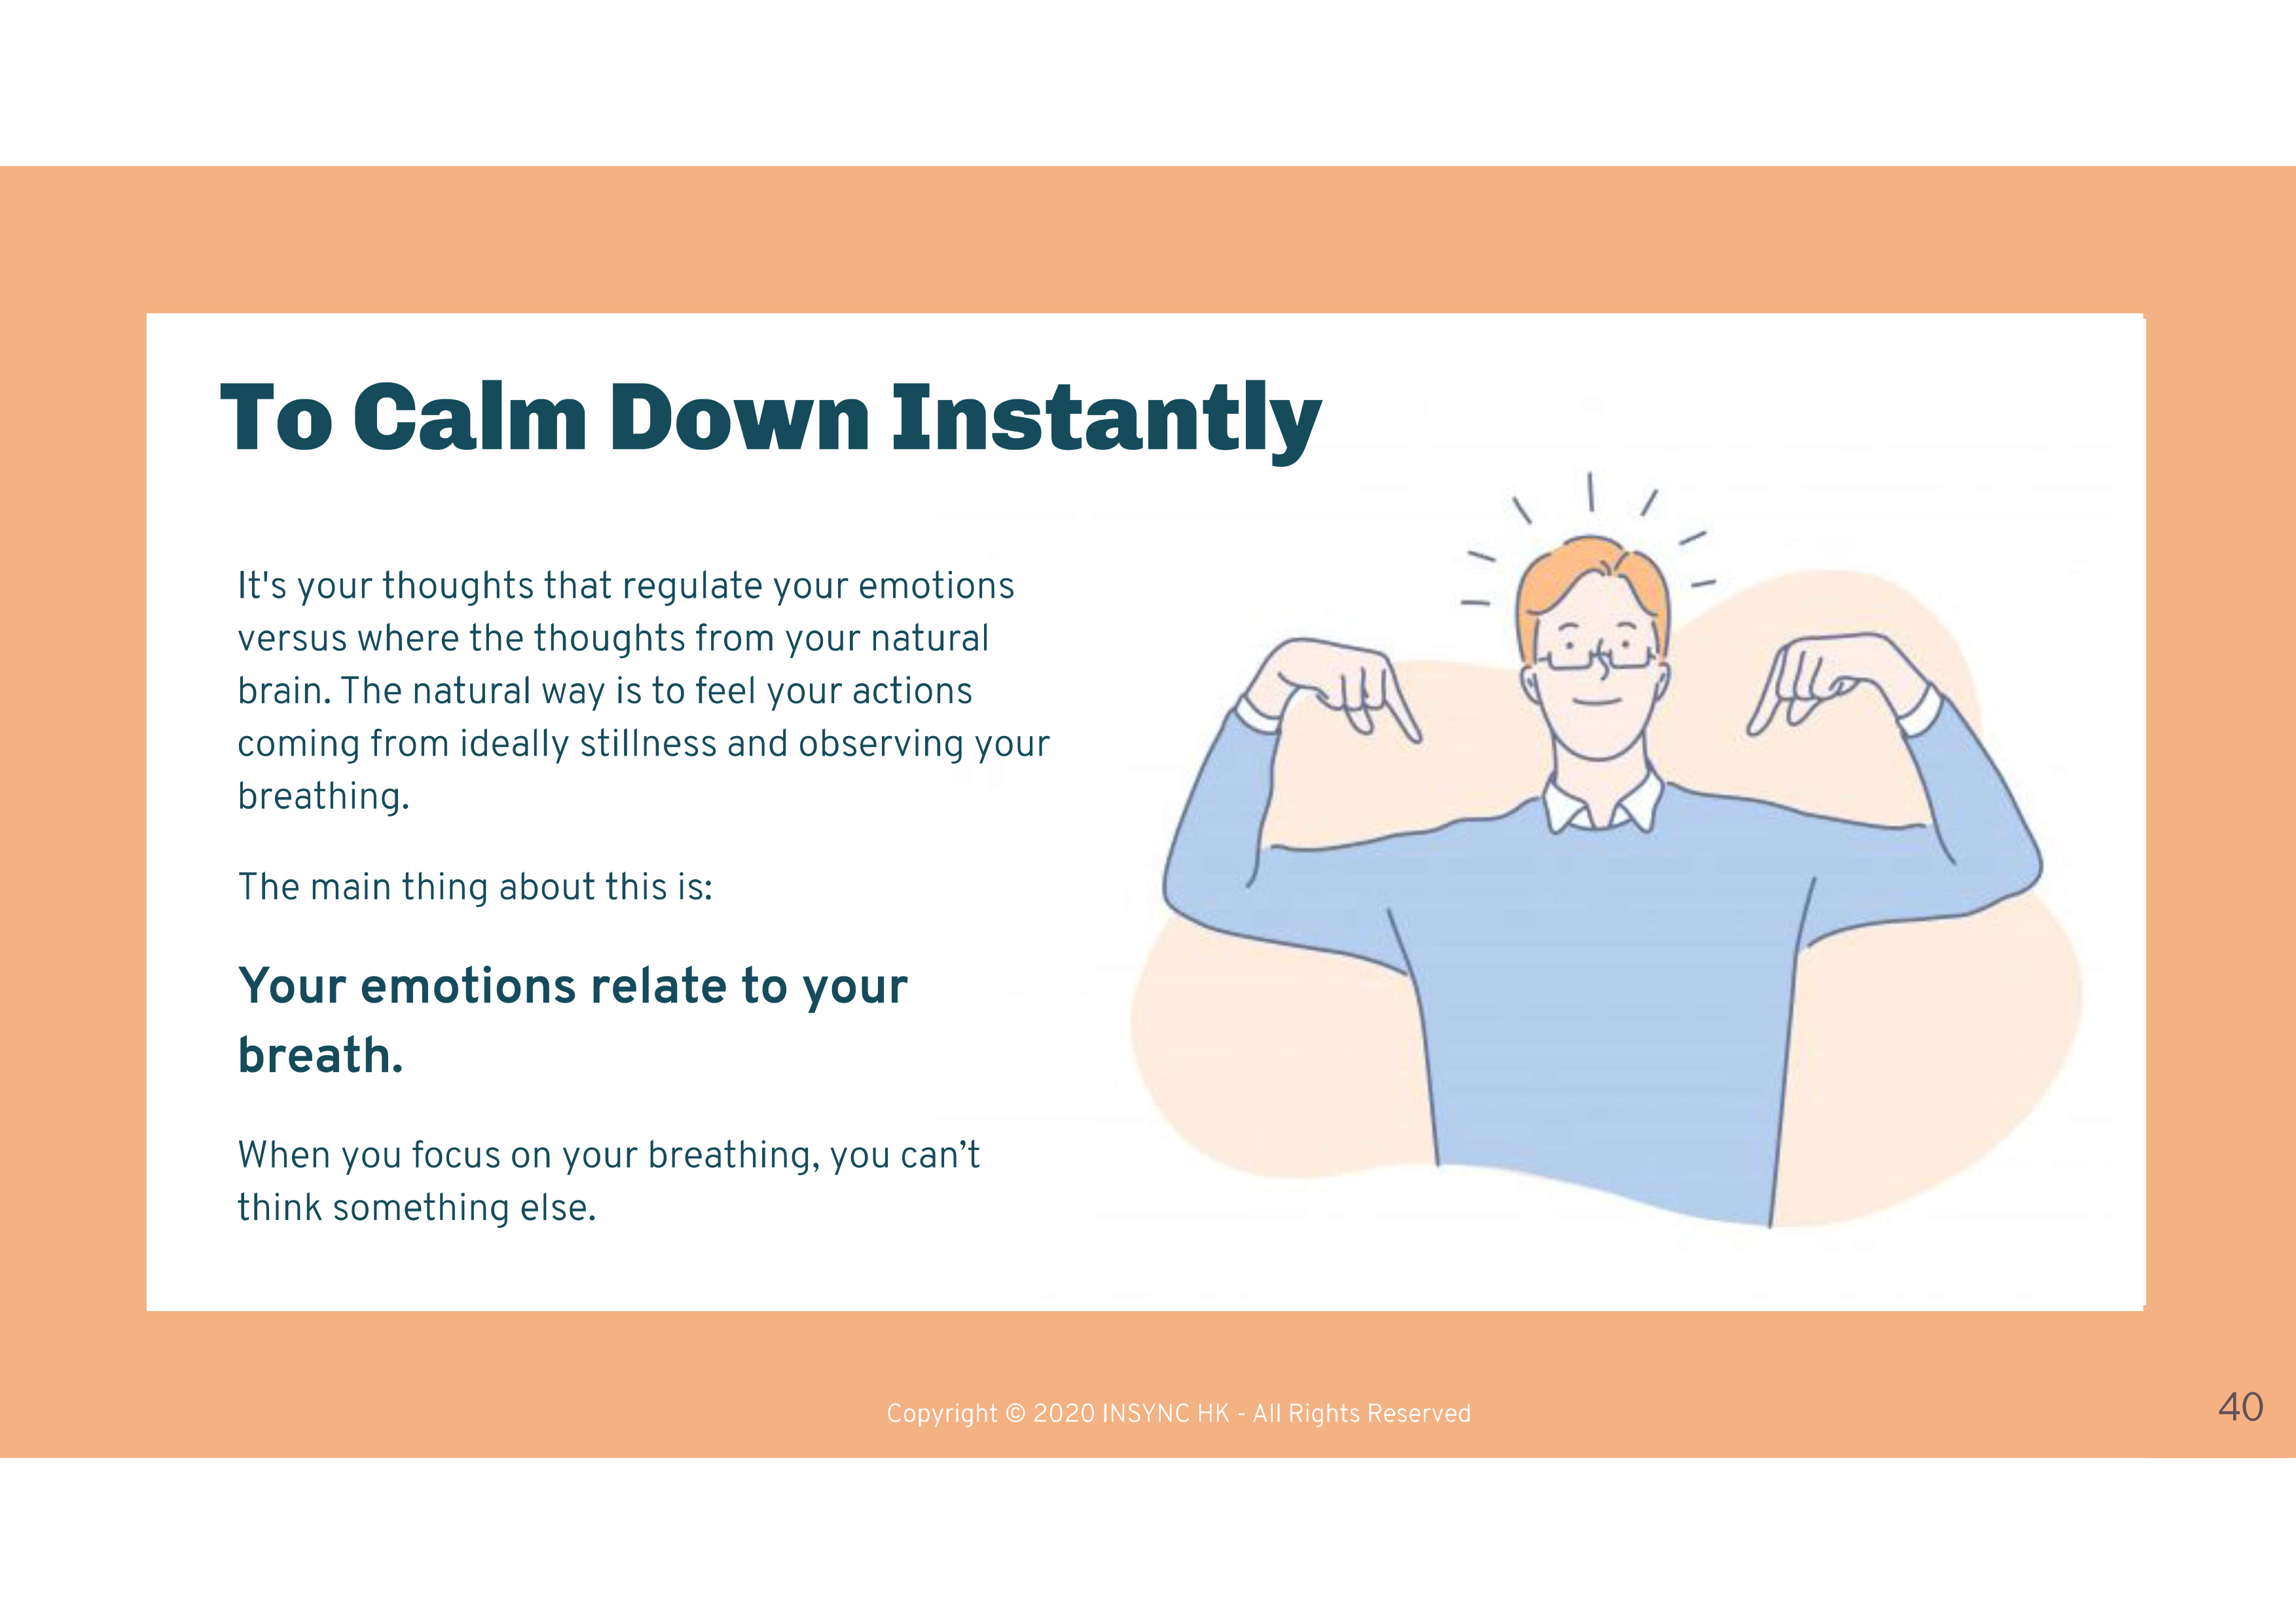 To Calm Down Instantly
It's your thoughts that regulate your emotions
versus where the thoughts from your natural
brain. The natural way is to feel your actions
coming from ideally stillness and observing your
breathing.
The main thing about this is:
Your emotions relate to your
breath.
When you focus on your breathing, you can’t
think something else.
Copyright © 2020 INSYNC HK - All Rights Reserved
40